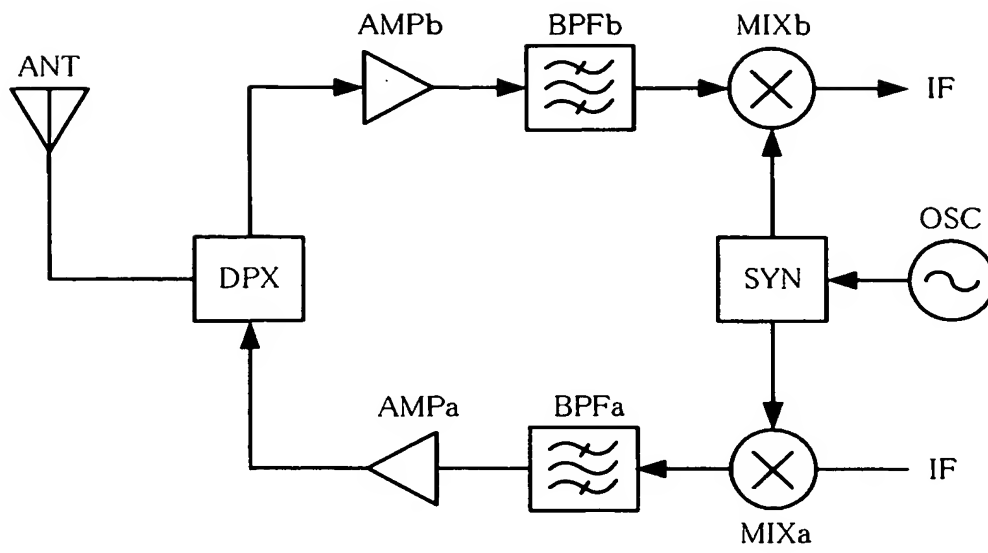 AMPb
BPFb
MIXb
ANT
IF
OSC
DPX
SYN
AMPa
BPFa
IF
MIXa